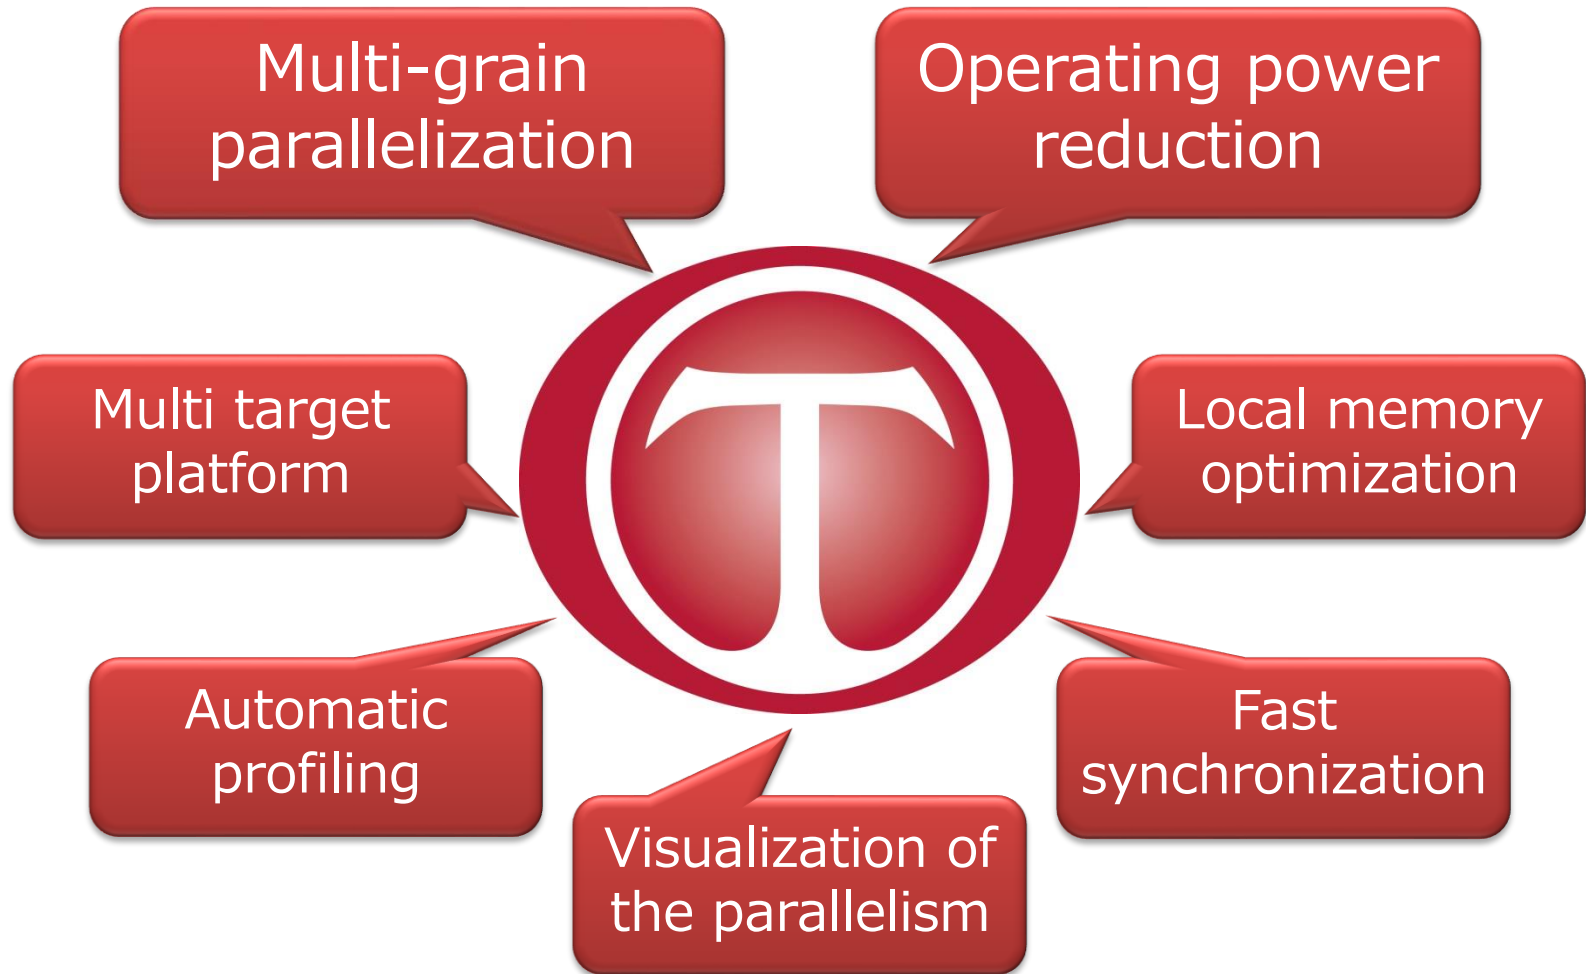 Multi-grain
parallelization
Operating power
reduction
Multi target
platform
T
Local memory
optimization
Automatic
profiling
Fast
synchronization
Visualization of
the parallelism